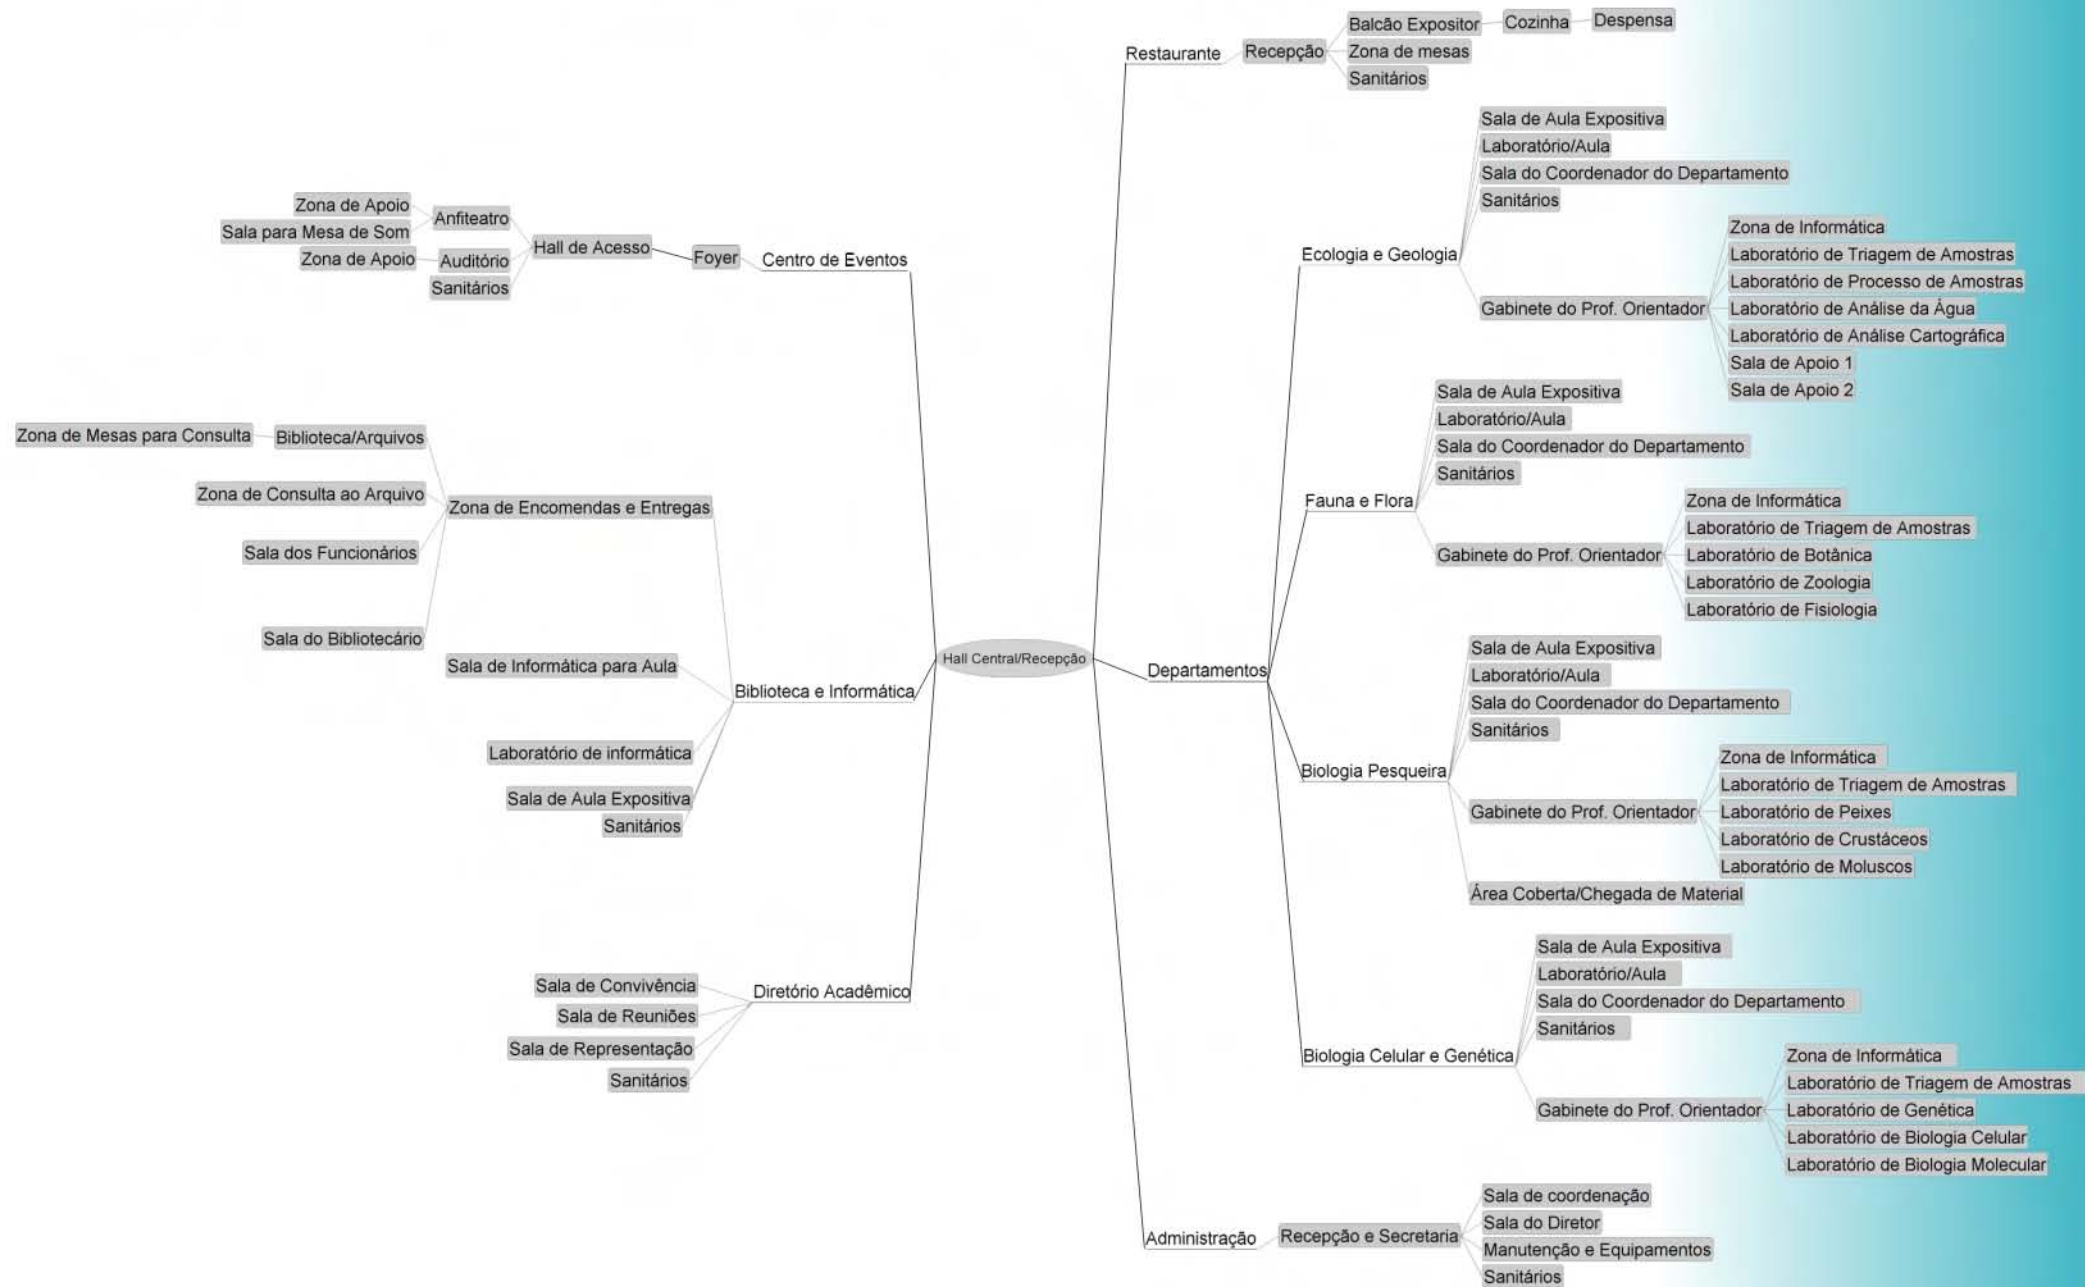 Restaurante
Recepção
Balcão Expositor
Cozinha
Despensa
Zona de mesas
Sanitários
Departamentos
Ecologia e Geologia
Sala de Aula Expositiva
Laboratório/Aula
Sala do Coordenador do Departamento
Sanitários
Gabinete do Prof. Orientador
Zona de Informática
Laboratório de Triagem de Amostras
Laboratório de Processo de Amostras
Laboratório de Análise da Água
Laboratório de Análise Cartográfica
Sala de Apoio 1
Sala de Apoio 2
Fauna e Flora
Sala de Aula Expositiva
Laboratório/Aula
Sala do Coordenador do Departamento
Sanitários
Gabinete do Prof. Orientador
Zona de Informática
Laboratório de Triagem de Amostras
Laboratório de Botânica
Laboratório de Zoologia
Laboratório de Fisiologia
Biologia Pesqueira
Sala de Aula Expositiva
Laboratório/Aula
Sala do Coordenador do Departamento
Sanitários
Gabinete do Prof. Orientador
Zona de Informática
Laboratório de Triagem de Amostras
Laboratório de Peixes
Laboratório de Crustáceos
Laboratório de Moluscos
Área Coberta/Chegada de Material
Biologia Celular e Genética
Sala de Aula Expositiva
Laboratório/Aula
Sala do Coordenador do Departamento
Sanitários
Gabinete do Prof. Orientador
Zona de Informática
Laboratório de Triagem de Amostras
Laboratório de Genética
Laboratório de Biologia Celular
Laboratório de Biologia Molecular
Administração
Recepção e Secretaria
Sala de coordenação
Sala do Diretor
Manutenção e Equipamentos
Sanitários
Hall Central/Recepção
Centro de Eventos
Foyer
Hall de Acesso
Anfiteatro
Zona de Apoio
Sala para Mesa de Som
Auditório
Zona de Apoio
Sanitários
Biblioteca e Informática
Zona de Encomendas e Entregas
Biblioteca/Arquivos
Zona de Mesas para Consulta
Zona de Consulta ao Arquivo
Sala dos Funcionários
Sala do Bibliotecário
Sala de Informática para Aula
Laboratório de informática
Sala de Aula Expositiva
Sanitários
Diretório Acadêmico
Sala de Convivência
Sala de Reuniões
Sala de Representação
Sanitários